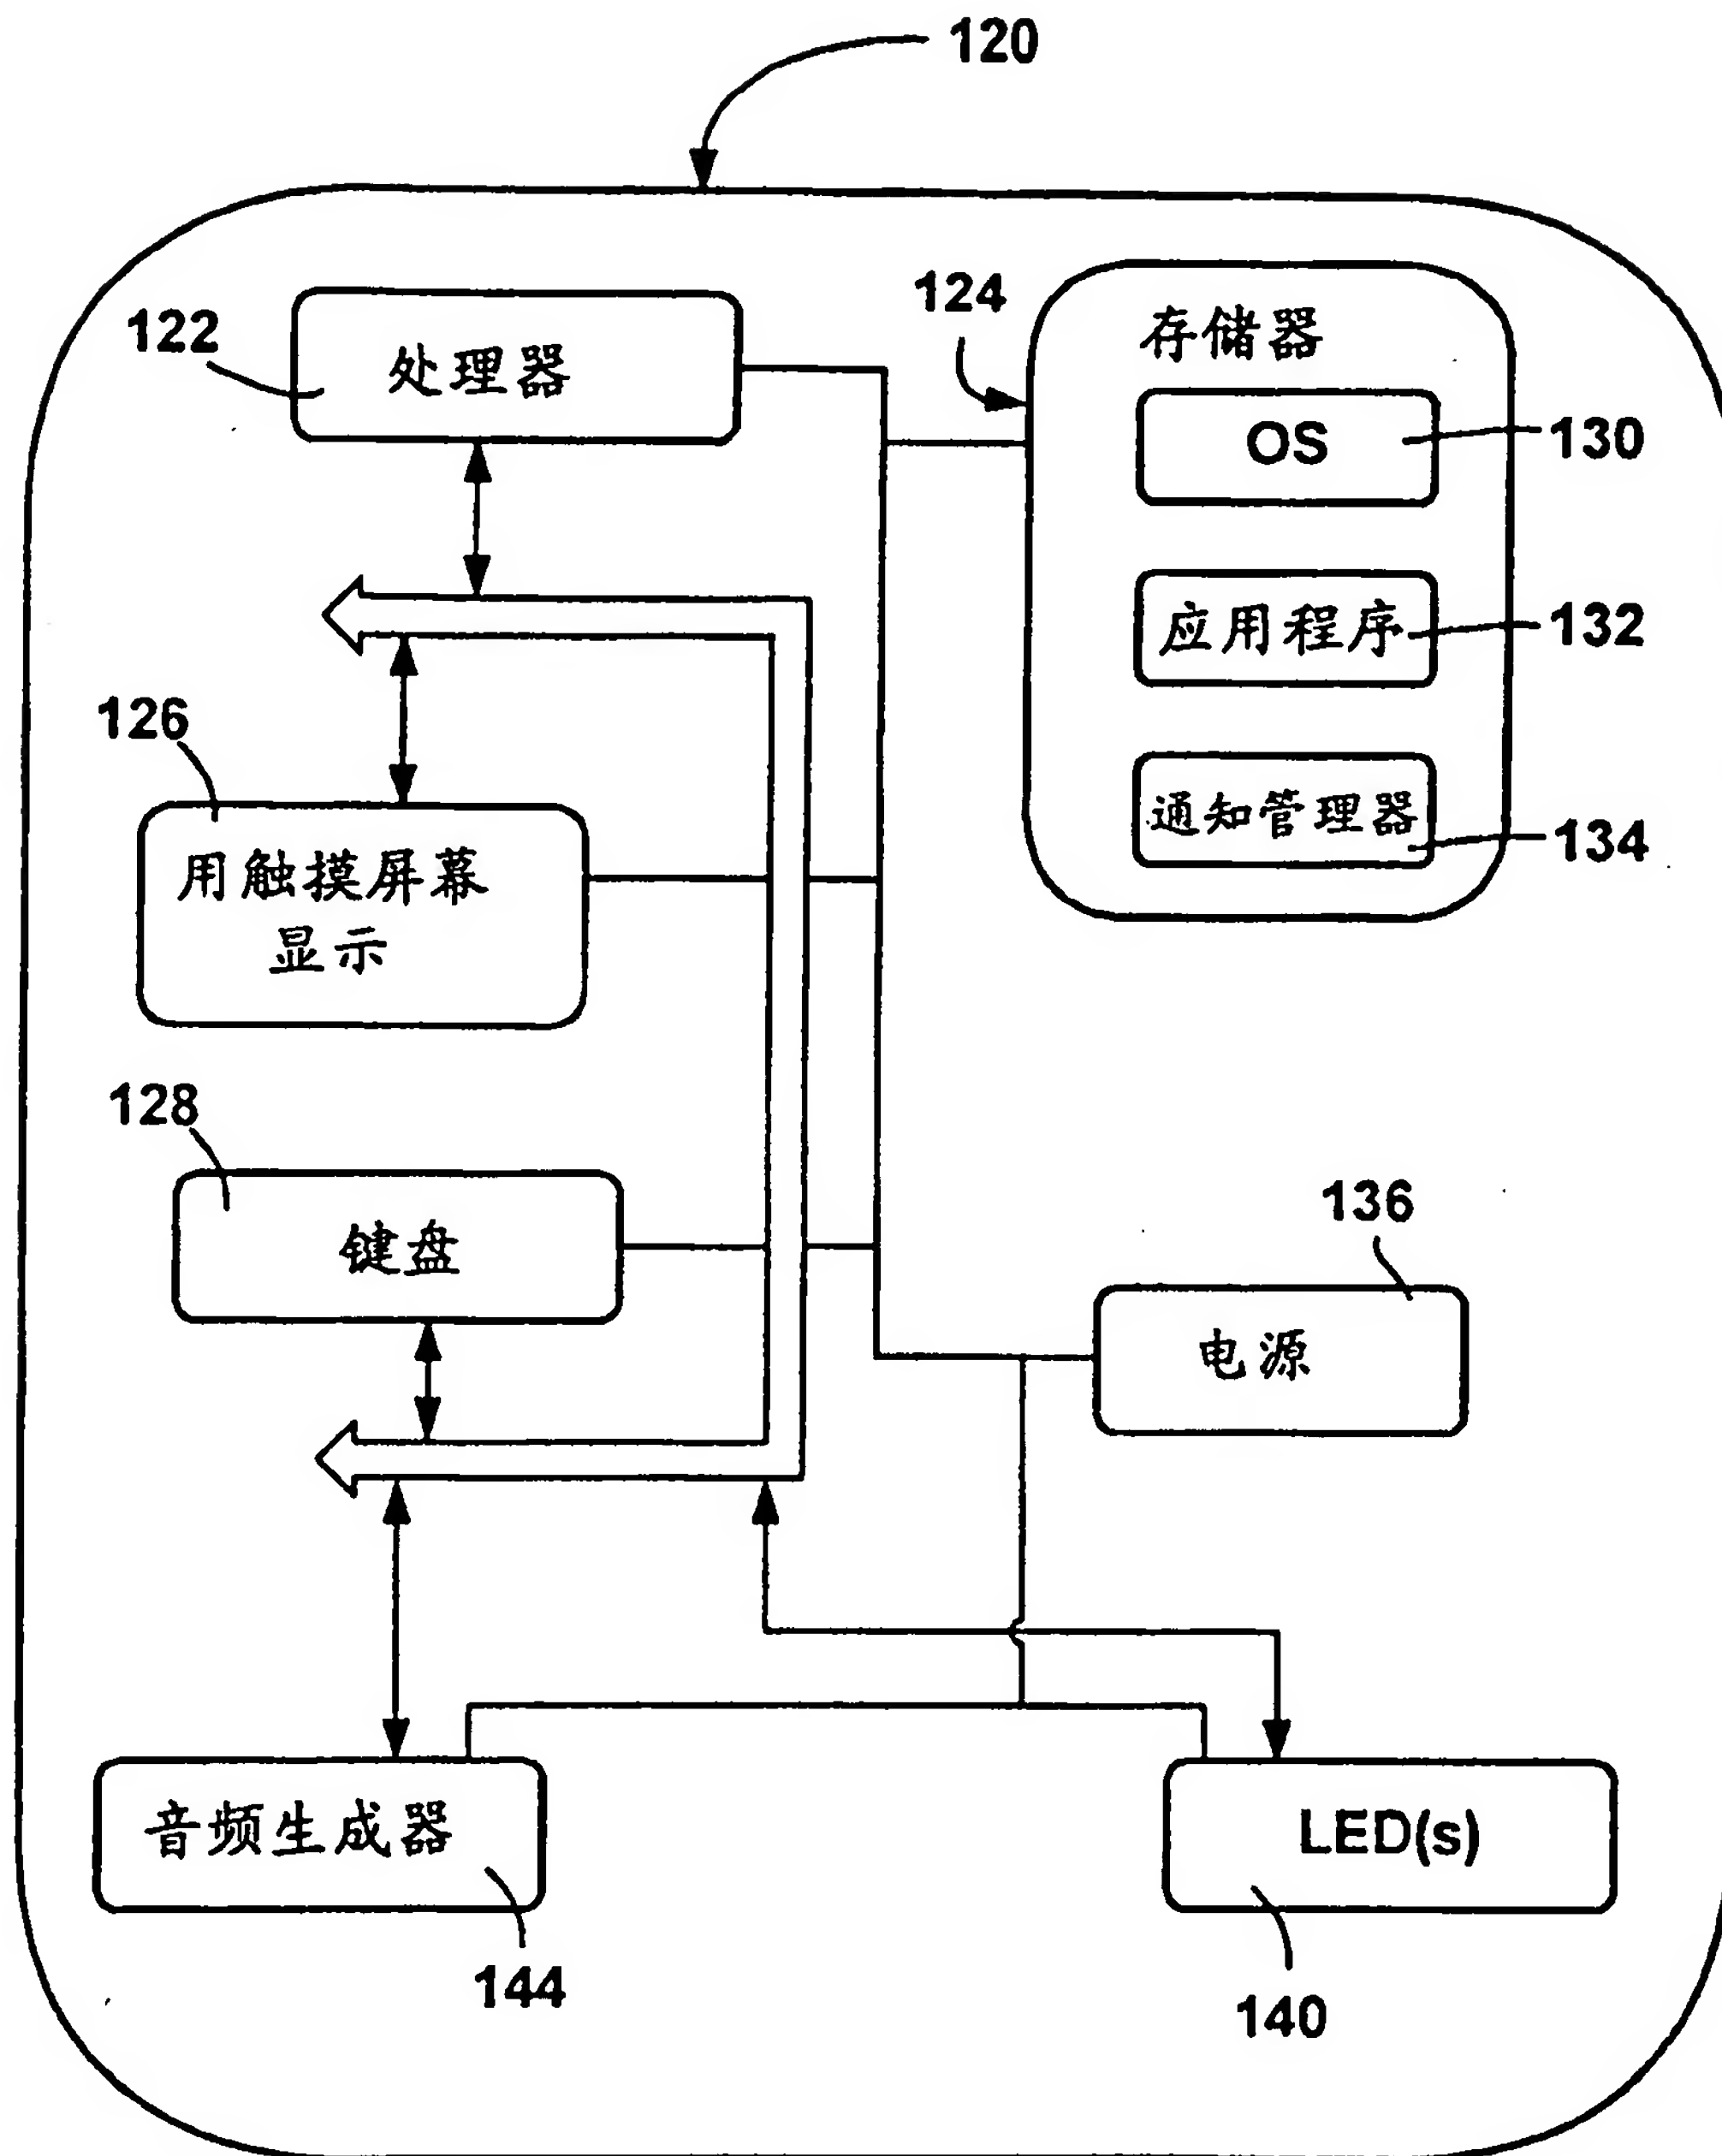 120
124
存储器
122
处理器
OS
130
应用程序
132
126
通知管理器
134
用触摸屏幕
显示
128
136
键盘
电源
音频生成器
LED(s)
144
140